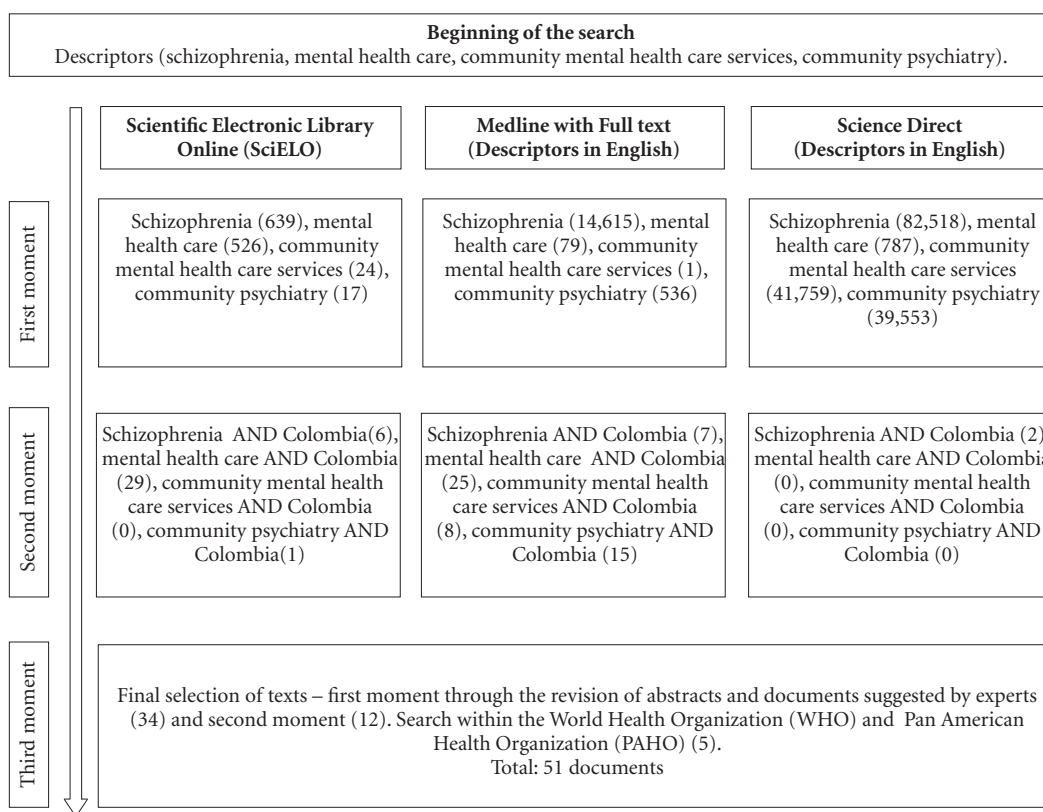 Beginning of the search
Descriptors (schizophrenia, mental health care, community mental health care services, community psychiatry).
Scientific Electronic Library
Online (SciELO)
Medline with Full text
(Descriptors in English)
Science Direct
(Descriptors in English)
First moment
Schizophrenia (639), mental
health care (526), community
mental health care services (24),
community psychiatry (17)
Schizophrenia (14,615), mental
health care (79), community
mental health care services (1),
community psychiatry (536)
Schizophrenia (82,518), mental
health care (787), community
mental health care services
(41,759), community psychiatry
(39,553)
Second moment
Schizophrenia AND Colombia(6),
mental health care AND Colombia
(29), community mental health
care services AND Colombia
(0), community psychiatry AND
Colombia(1)
Schizophrenia AND Colombia (7),
mental health care AND Colombia
(25), community mental health
care services AND Colombia
(8), community psychiatry AND
Colombia (15)
Schizophrenia AND Colombia (2)
mental health care AND Colombia
(0), community mental health
care services AND Colombia
(0), community psychiatry AND
Colombia (0)
Third moment
Final selection of texts – first moment through the revision of abstracts and documents suggested by experts
(34) and second moment (12). Search within the World Health Organization (WHO) and Pan American
Health Organization (PAHO) (5).
Total: 51 documents